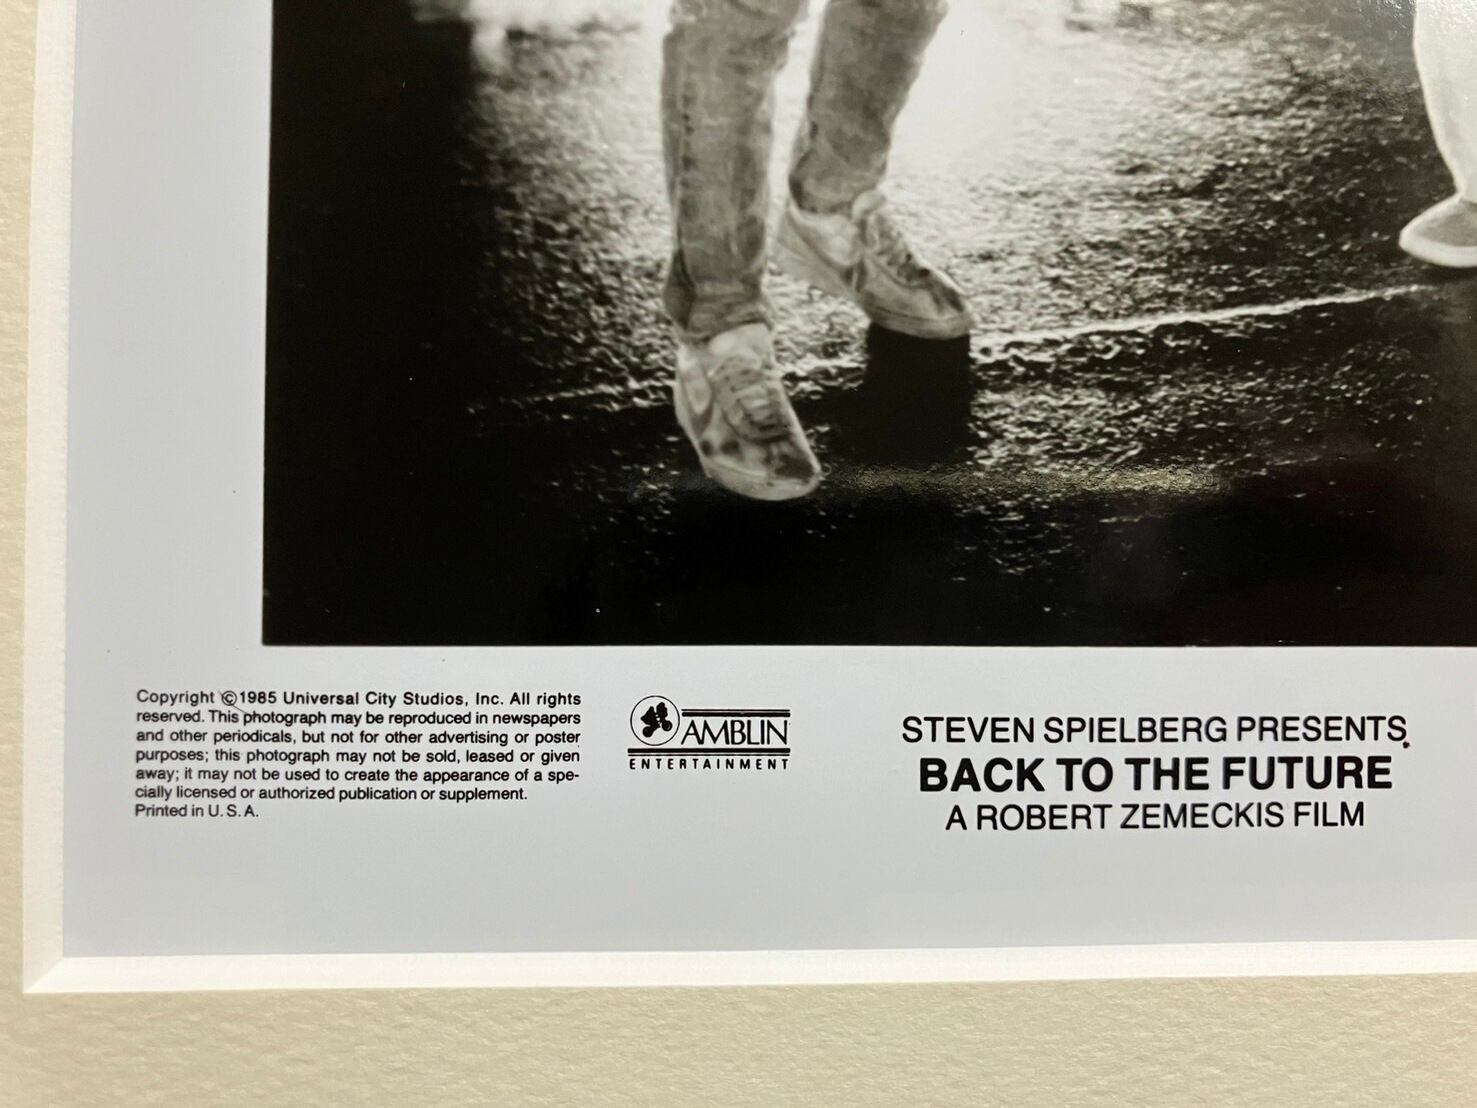 Copyright ©1985 Universal City Studios, Inc. All rights
reserved. This photograph may be reproduced in newspapers
and other periodicals, but not for other advertising or poster
purposes; this photograph may not be sold, leased or given
away; it may not be used to create the appearance of a spe-
cially licensed or authorized publication or supplement.
Printed in U.S.A.
AMBLIN
ENTERTAINMENT
STEVEN SPIELBERG PRESENTS
BACK TO THE FUTURE
A ROBERT ZEMECKIS FILM